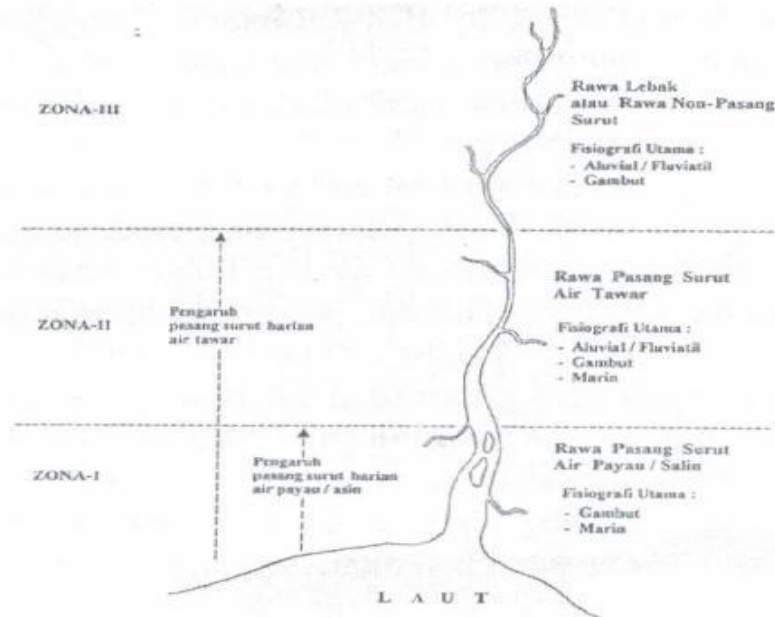 ZONA-III
Rawa Lebak
atau Rawa Non-Pasang
Surut
Fisiografi Utama :
- Aluvial / Fluviatil
- Gambut
ZONA-II
Pengaruh
pasang surut harian
air tawar
Rawa Pasang Surut
Air Tawar
Fisiografi Utama :
- Aluvial / Fluviatil
- Gambut
- Marin
ZONA-I
Pengaruh
pasang surut harian
air payau / asin
Rawa Pasang Surut
Air Payau / Salin
Fisiografi Utama :
- Gambut
- Marin
L A U T